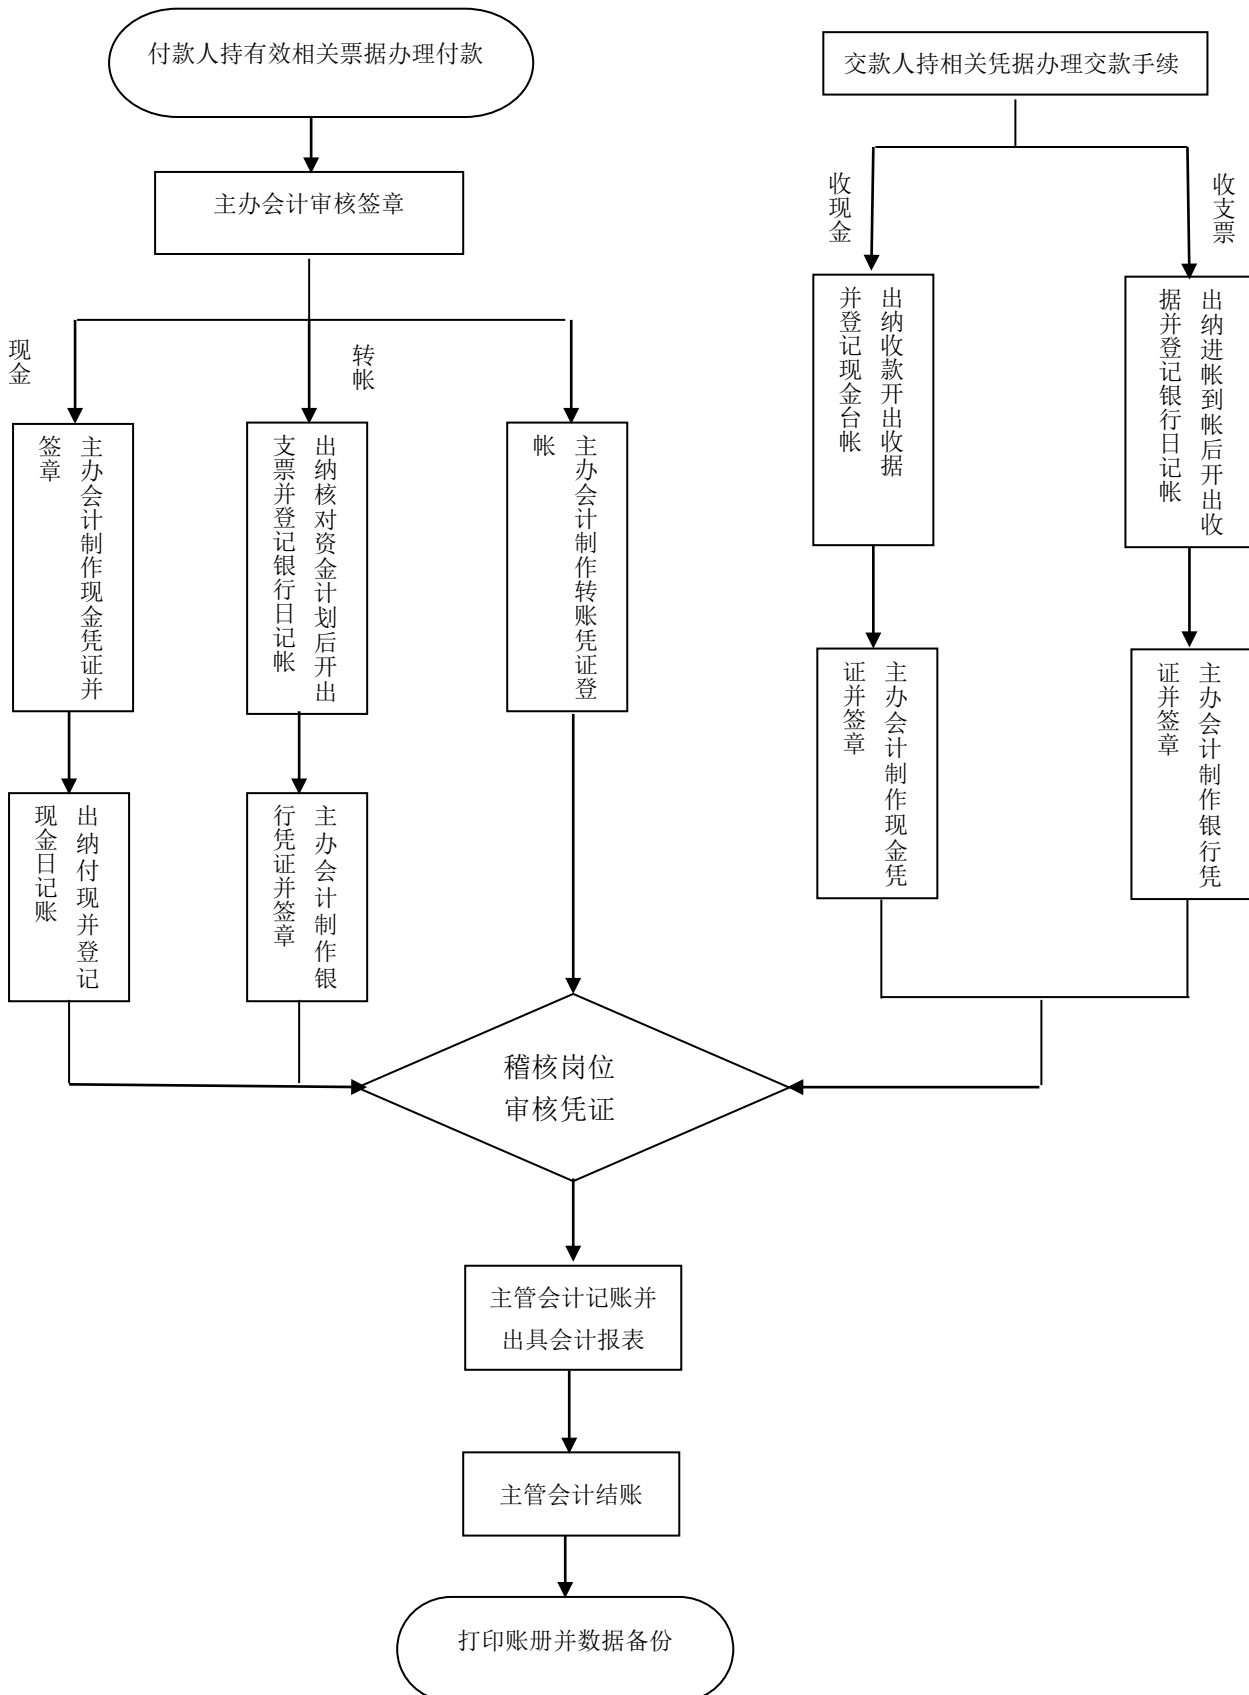 付款人持有效相关票据办理付款
交款人持相关凭据办理交款手续
主办会计审核签章
收现金
收支票
现金
转帐
出纳收款开出收据
并登记现金台帐
出纳进帐到帐后开出收
据并登记银行日记帐
主办会计制作现金凭证并
签章
出纳核对资金计划后开出
支票并登记银行日记帐
主办会计制作转账凭证登
帐
主办会计制作现金凭
证并签章
主办会计制作银行凭
证并签章
出纳付现并登记
现金日记账
主办会计制作银
行凭证并签章
稽核岗位
审核凭证
主管会计记账并
出具会计报表
主管会计结账
打印账册并数据备份